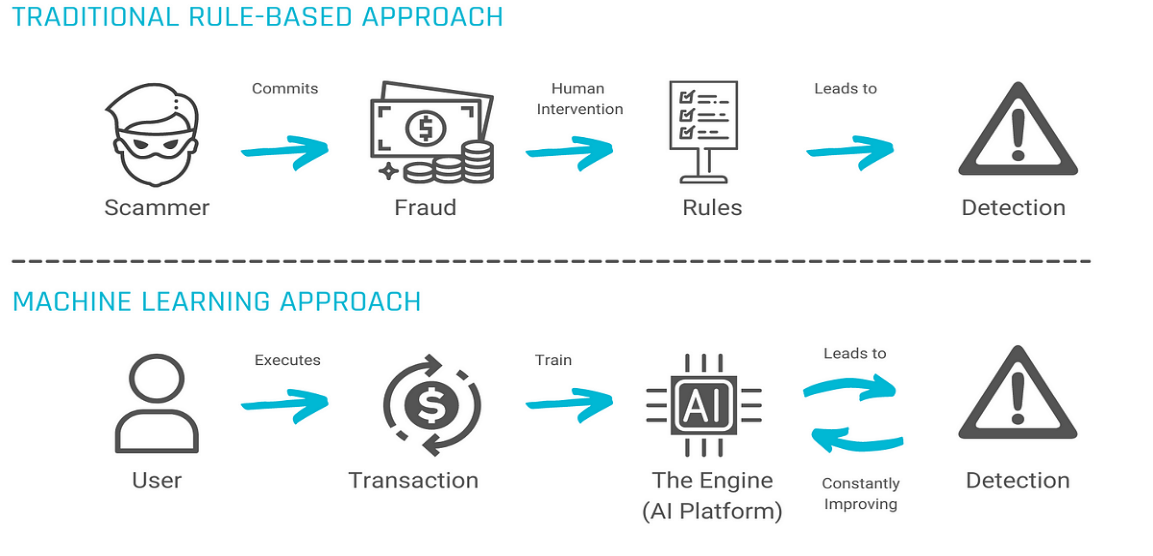 TRADITIONAL RULE-BASED APPROACH
Commits
Human
Intervention
Leads to
Scammer
Fraud
Rules
Detection
MACHINE LEARNING APPROACH
Executes
Train
Leads to
AI
User
Transaction
The Engine
(AI Platform)
Constantly
Improving
Detection